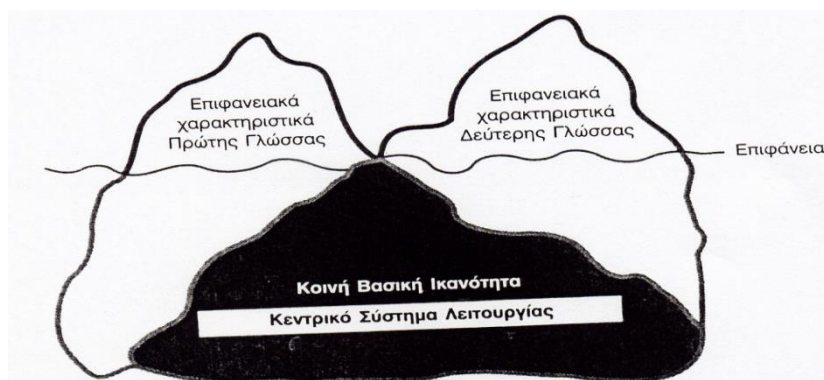 Επιφανειακά
χαρακτηριστικά
Πρώτης Γλώσσας
Επιφανειακά
χαρακτηριστικά
Δεύτερης Γλώσσας
Επιφάνεια
Κοινή Βασική Ικανότητα
Κεντρικό Σύστημα Λειτουργίας